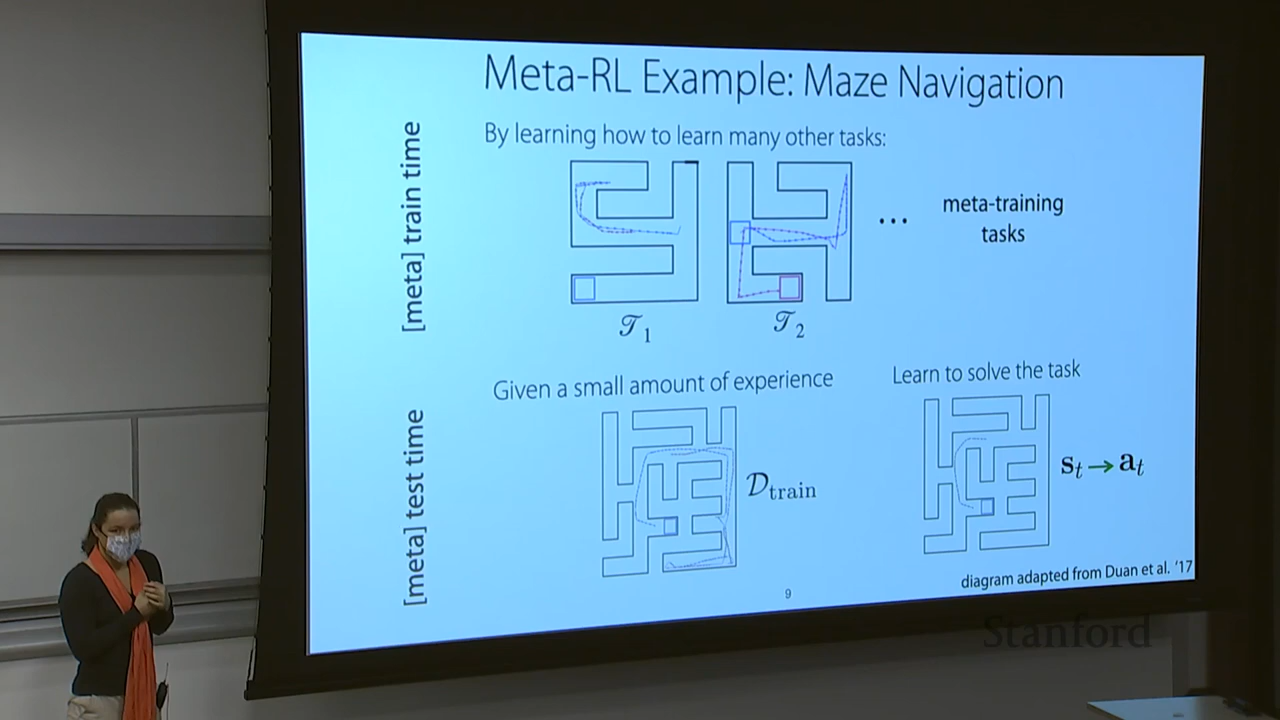 Meta-RL Example: Maze Navigation
[meta] train time
By learning how to learn many other tasks:
...
meta-training
tasks
𝒯1
𝒯2
[meta] test time
Given a small amount of experience
𝒟train
Learn to solve the task
st → at
diagram adapted from Duan et al. '17
9
Stanford